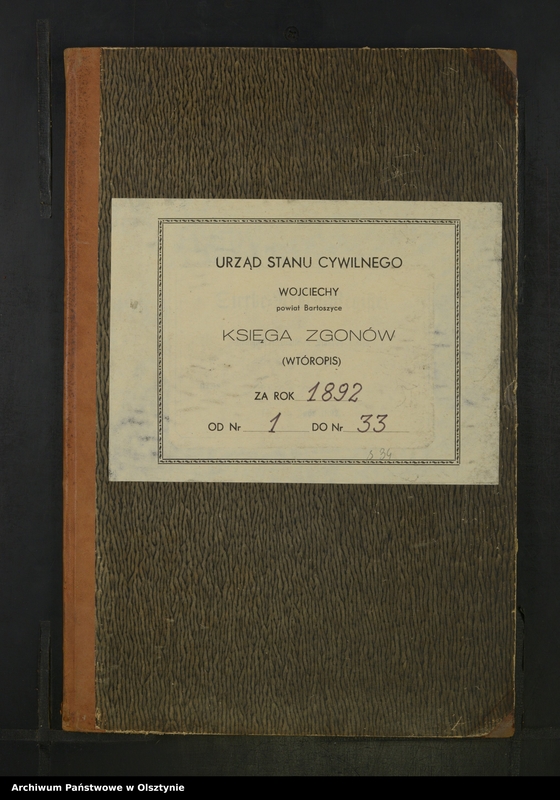 URZĄD STANU CYWILNEGO
WOJCIECHY
powiat Bartoszyce
KSIĘGA ZGONÓW
(WTÓROPIS)
ZA ROK 1892
OD Nr 1 DO Nr 33
s 34
Archiwum Państwowe w Olsztynie